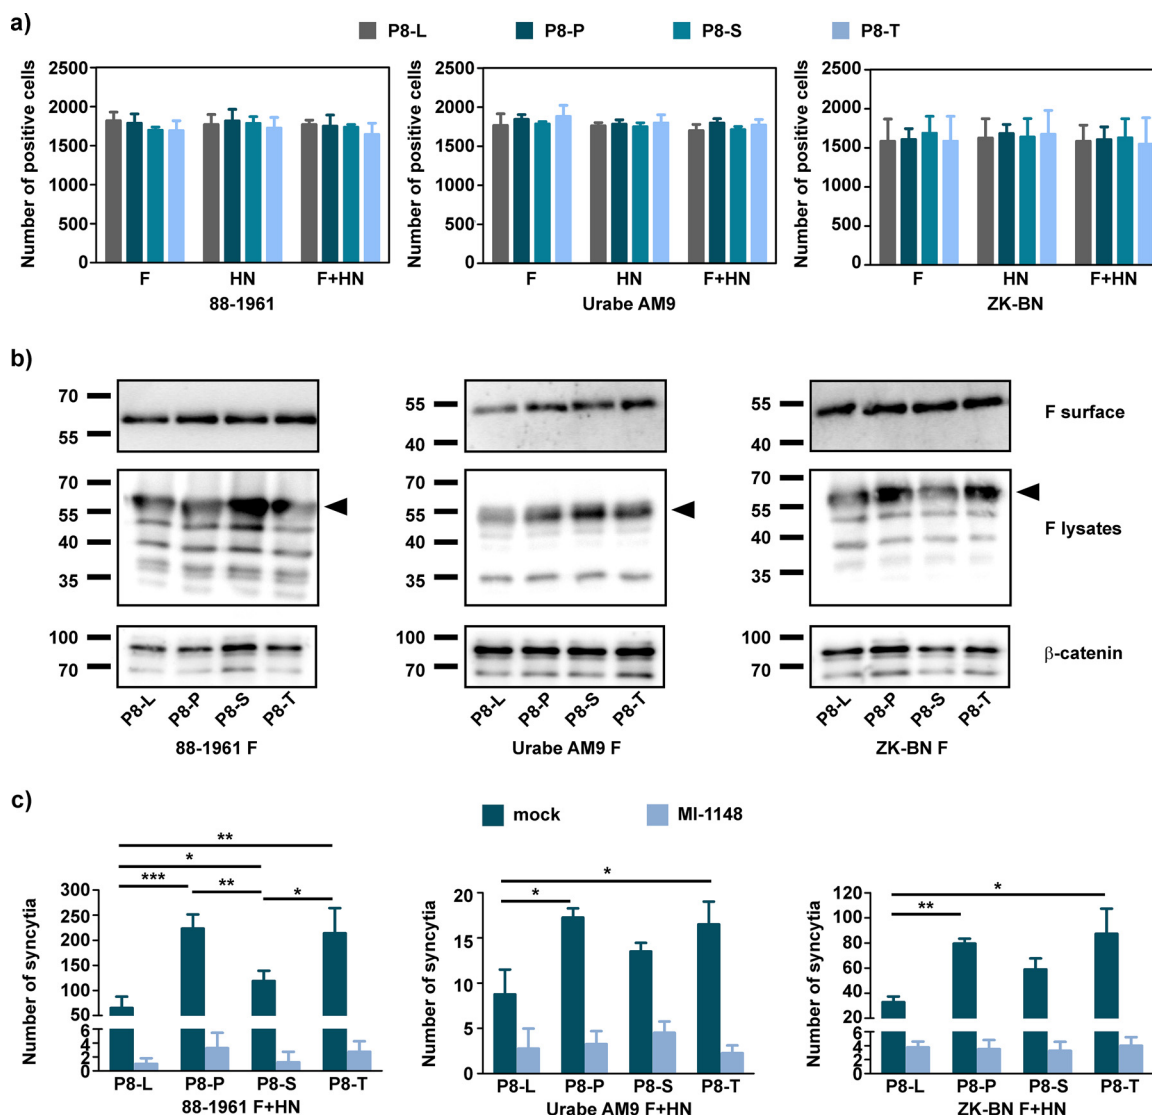 a)
P8-L P8-P P8-S P8-T
Number of positive cells
2500
2000
1500
1000
500
0
F HN F+HN
88-1961
Number of positive cells
2500
2000
1500
1000
500
0
F HN F+HN
Urabe AM9
Number of positive cells
2500
2000
1500
1000
500
0
F HN F+HN
ZK-BN
b)
70
55
55
40
55
40
F surface
70
55
40
35
70
55
40
35
70
55
40
35
F lysates
100
70
100
70
100
70
β-catenin
P8-L P8-P P8-S P8-T
88-1961 F
P8-L P8-P P8-S P8-T
Urabe AM9 F
P8-L P8-P P8-S P8-T
ZK-BN F
c)
mock MI-1148
Number of syncytia
300
250
200
150
100
50
6
4
2
0
**
*
*** ** *
P8-L P8-P P8-S P8-T
88-1961 F+HN
Number of syncytia
20
15
10
5
0
*
*
P8-L P8-P P8-S P8-T
Urabe AM9 F+HN
Number of syncytia
120
100
80
60
40
20
6
4
2
0
*
**
P8-L P8-P P8-S P8-T
ZK-BN F+HN